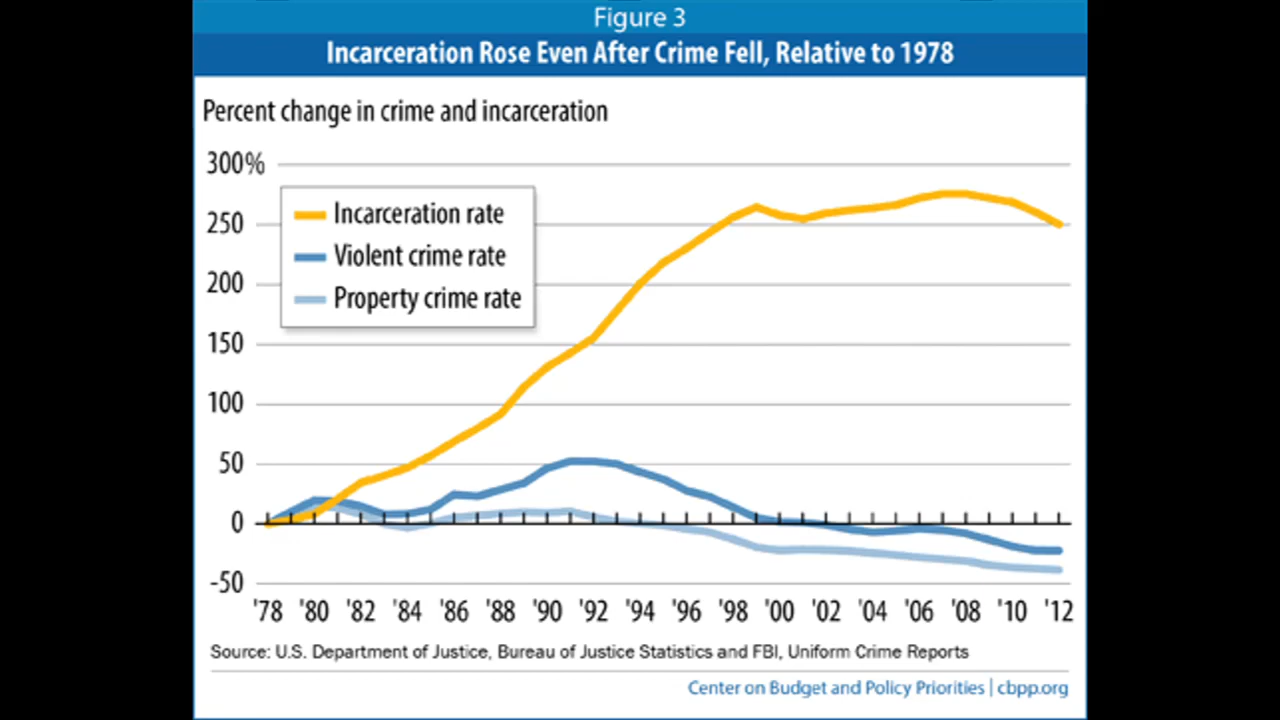 Figure 3
Incarceration Rose Even After Crime Fell, Relative to 1978
Percent change in crime and incarceration
300%
250
200
150
100
50
0
-50
Incarceration rate
Violent crime rate
Property crime rate
'78 '80 '82 '84 '86 '88 '90 '92 '94 '96 '98 '00 '02 '04 '06 '08 '10 '12
Source: U.S. Department of Justice, Bureau of Justice Statistics and FBI, Uniform Crime Reports
Center on Budget and Policy Priorities | cbpp.org